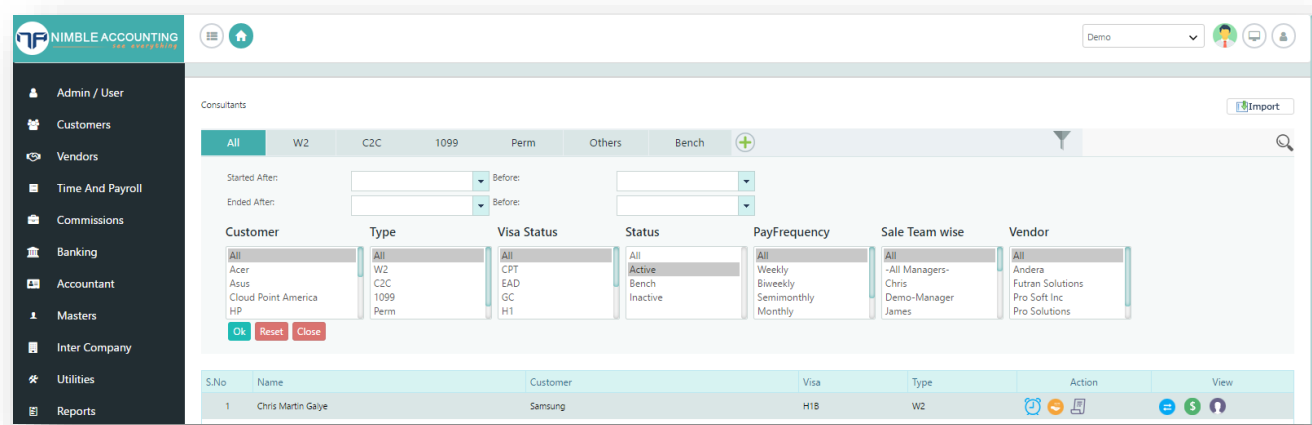 NIMBLE ACCOUNTING
see everything
Demo
Admin / User
Customers
Vendors
Time And Payroll
Commissions
Banking
Accountant
Masters
Inter Company
Utilities
Reports
Consultants
Import
All W2 C2C 1099 Perm Others Bench
Started After: Before:
Ended After: Before:
Customer Type Visa Status Status PayFrequency Sale Team wise Vendor
All All All All All All All
Acer W2 CPT Active Weekly -All Managers- Andera
Asus C2C EAD Bench Biweekly Chris Futran Solutions
Cloud Point America 1099 GC Inactive Semimonthly Demo-Manager Pro Soft Inc
HP Perm H1 Monthly James Pro Solutions
Ok Reset Close
S.No Name Customer Visa Type Action View
1 Chris Martin Galye Samsung H1B W2